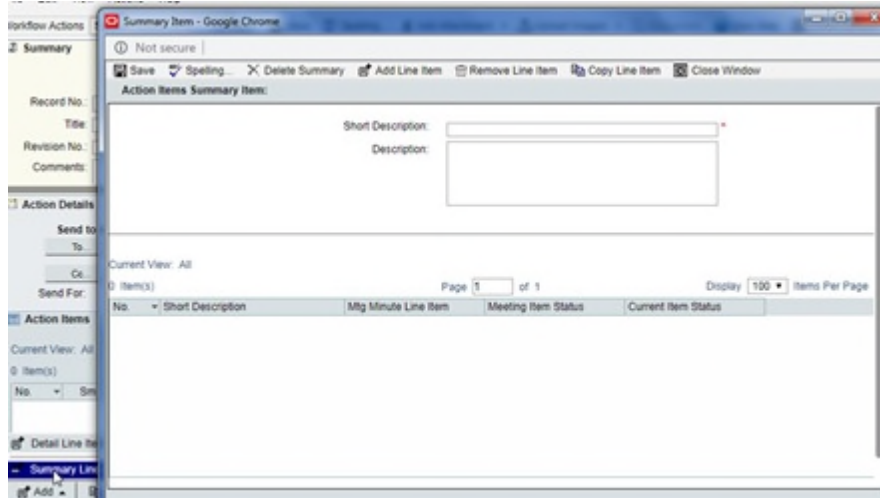 Workflow Actions
Summary Item - Google Chrome
Summary
Not secure
Save Spelling... Delete Summary Add Line Item Remove Line Item Copy Line Item Close Window
Action Items Summary Item:
Record No.:
Title:
Revision No.:
Comments:
Short Description: *
Description:
Action Details
Send to
To...
Cc...
Send For:
Current View: All
0 Item(s) Page 1 of 1 Display 100 Items Per Page
No. Short Description Mtg Minute Line Item Meeting Item Status Current Item Status
Action Items
Current View: All
0 Item(s)
No.
Detail Line
Summary
Add